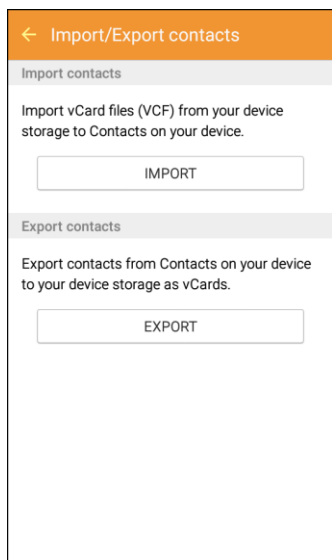 Import/Export contacts
Import contacts
Import vCard files (VCF) from your device
storage to Contacts on your device.
IMPORT
Export contacts
Export contacts from Contacts on your device
to your device storage as vCards.
EXPORT